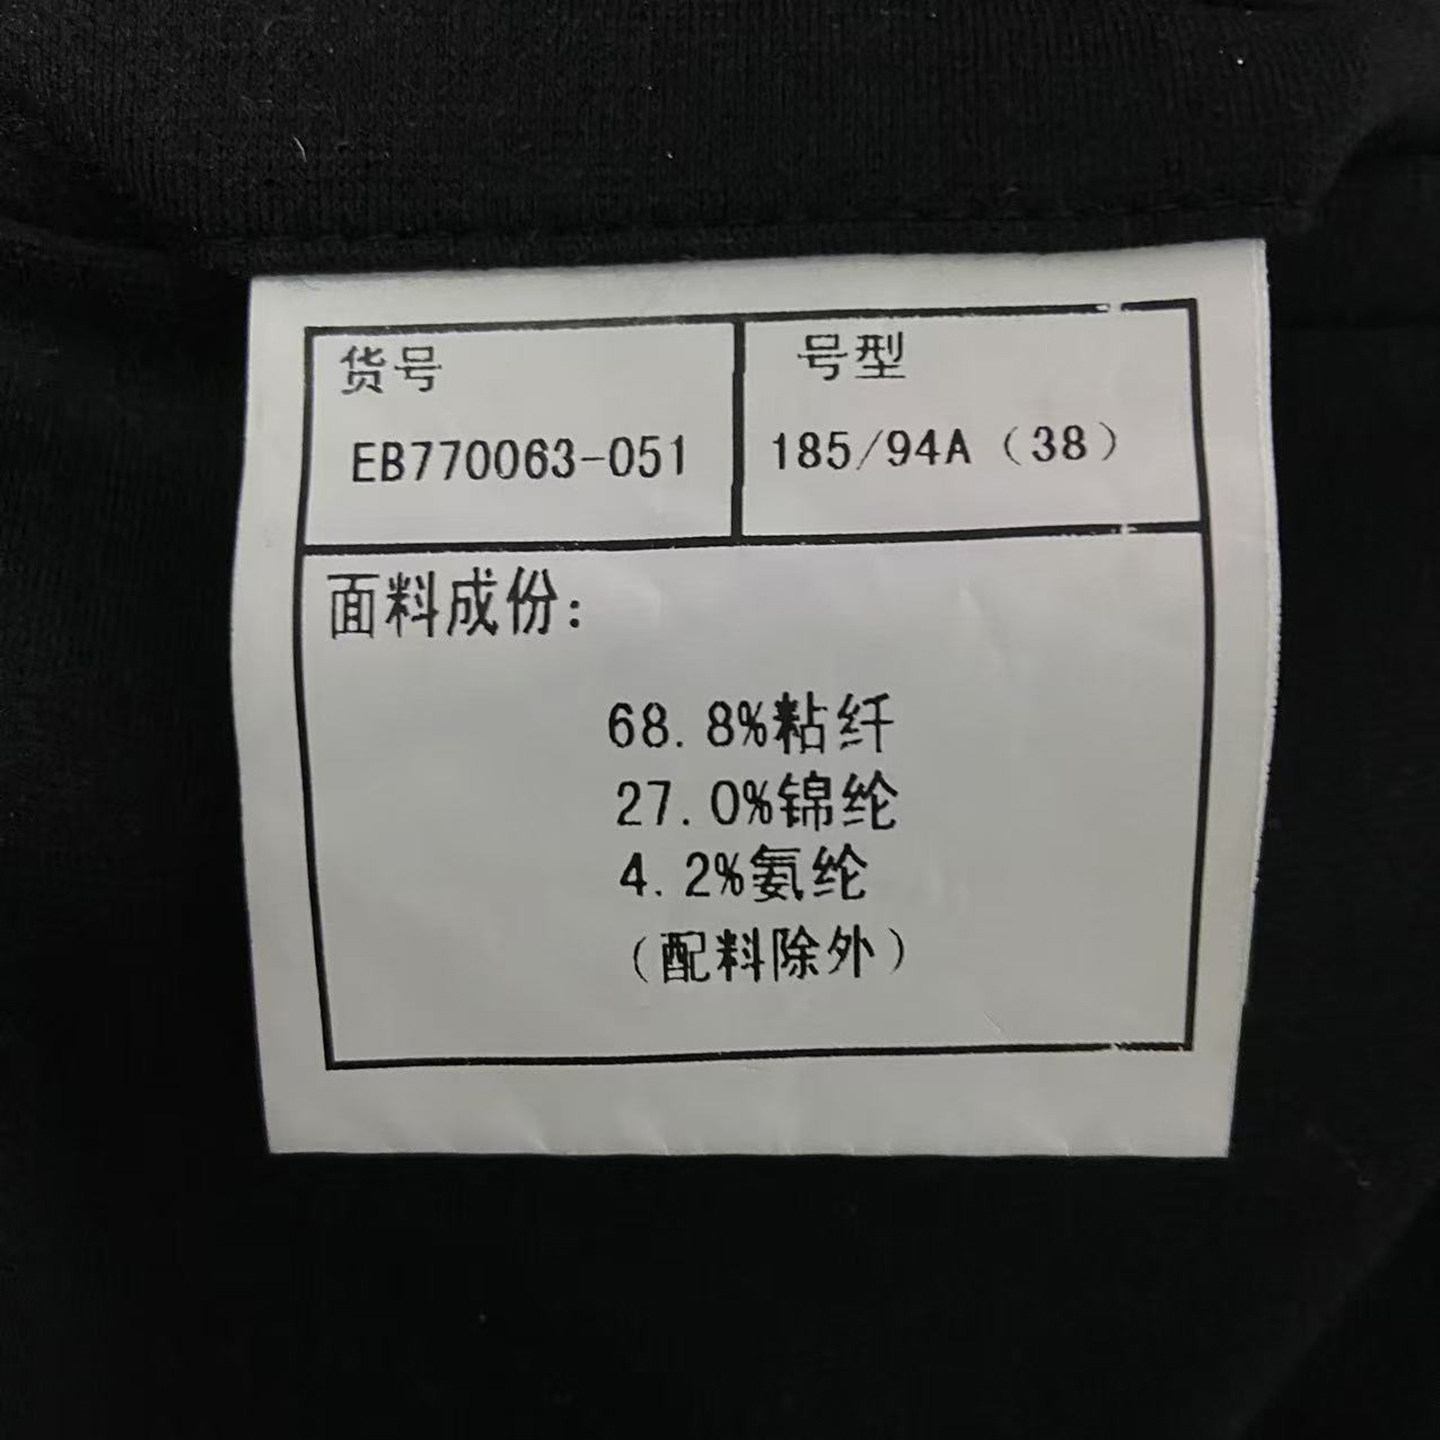 货号
EB770063-051
号型
185/94A（38）
面料成份:
68.8%粘纤
27.0%锦纶
4.2%氨纶
（配料除外）